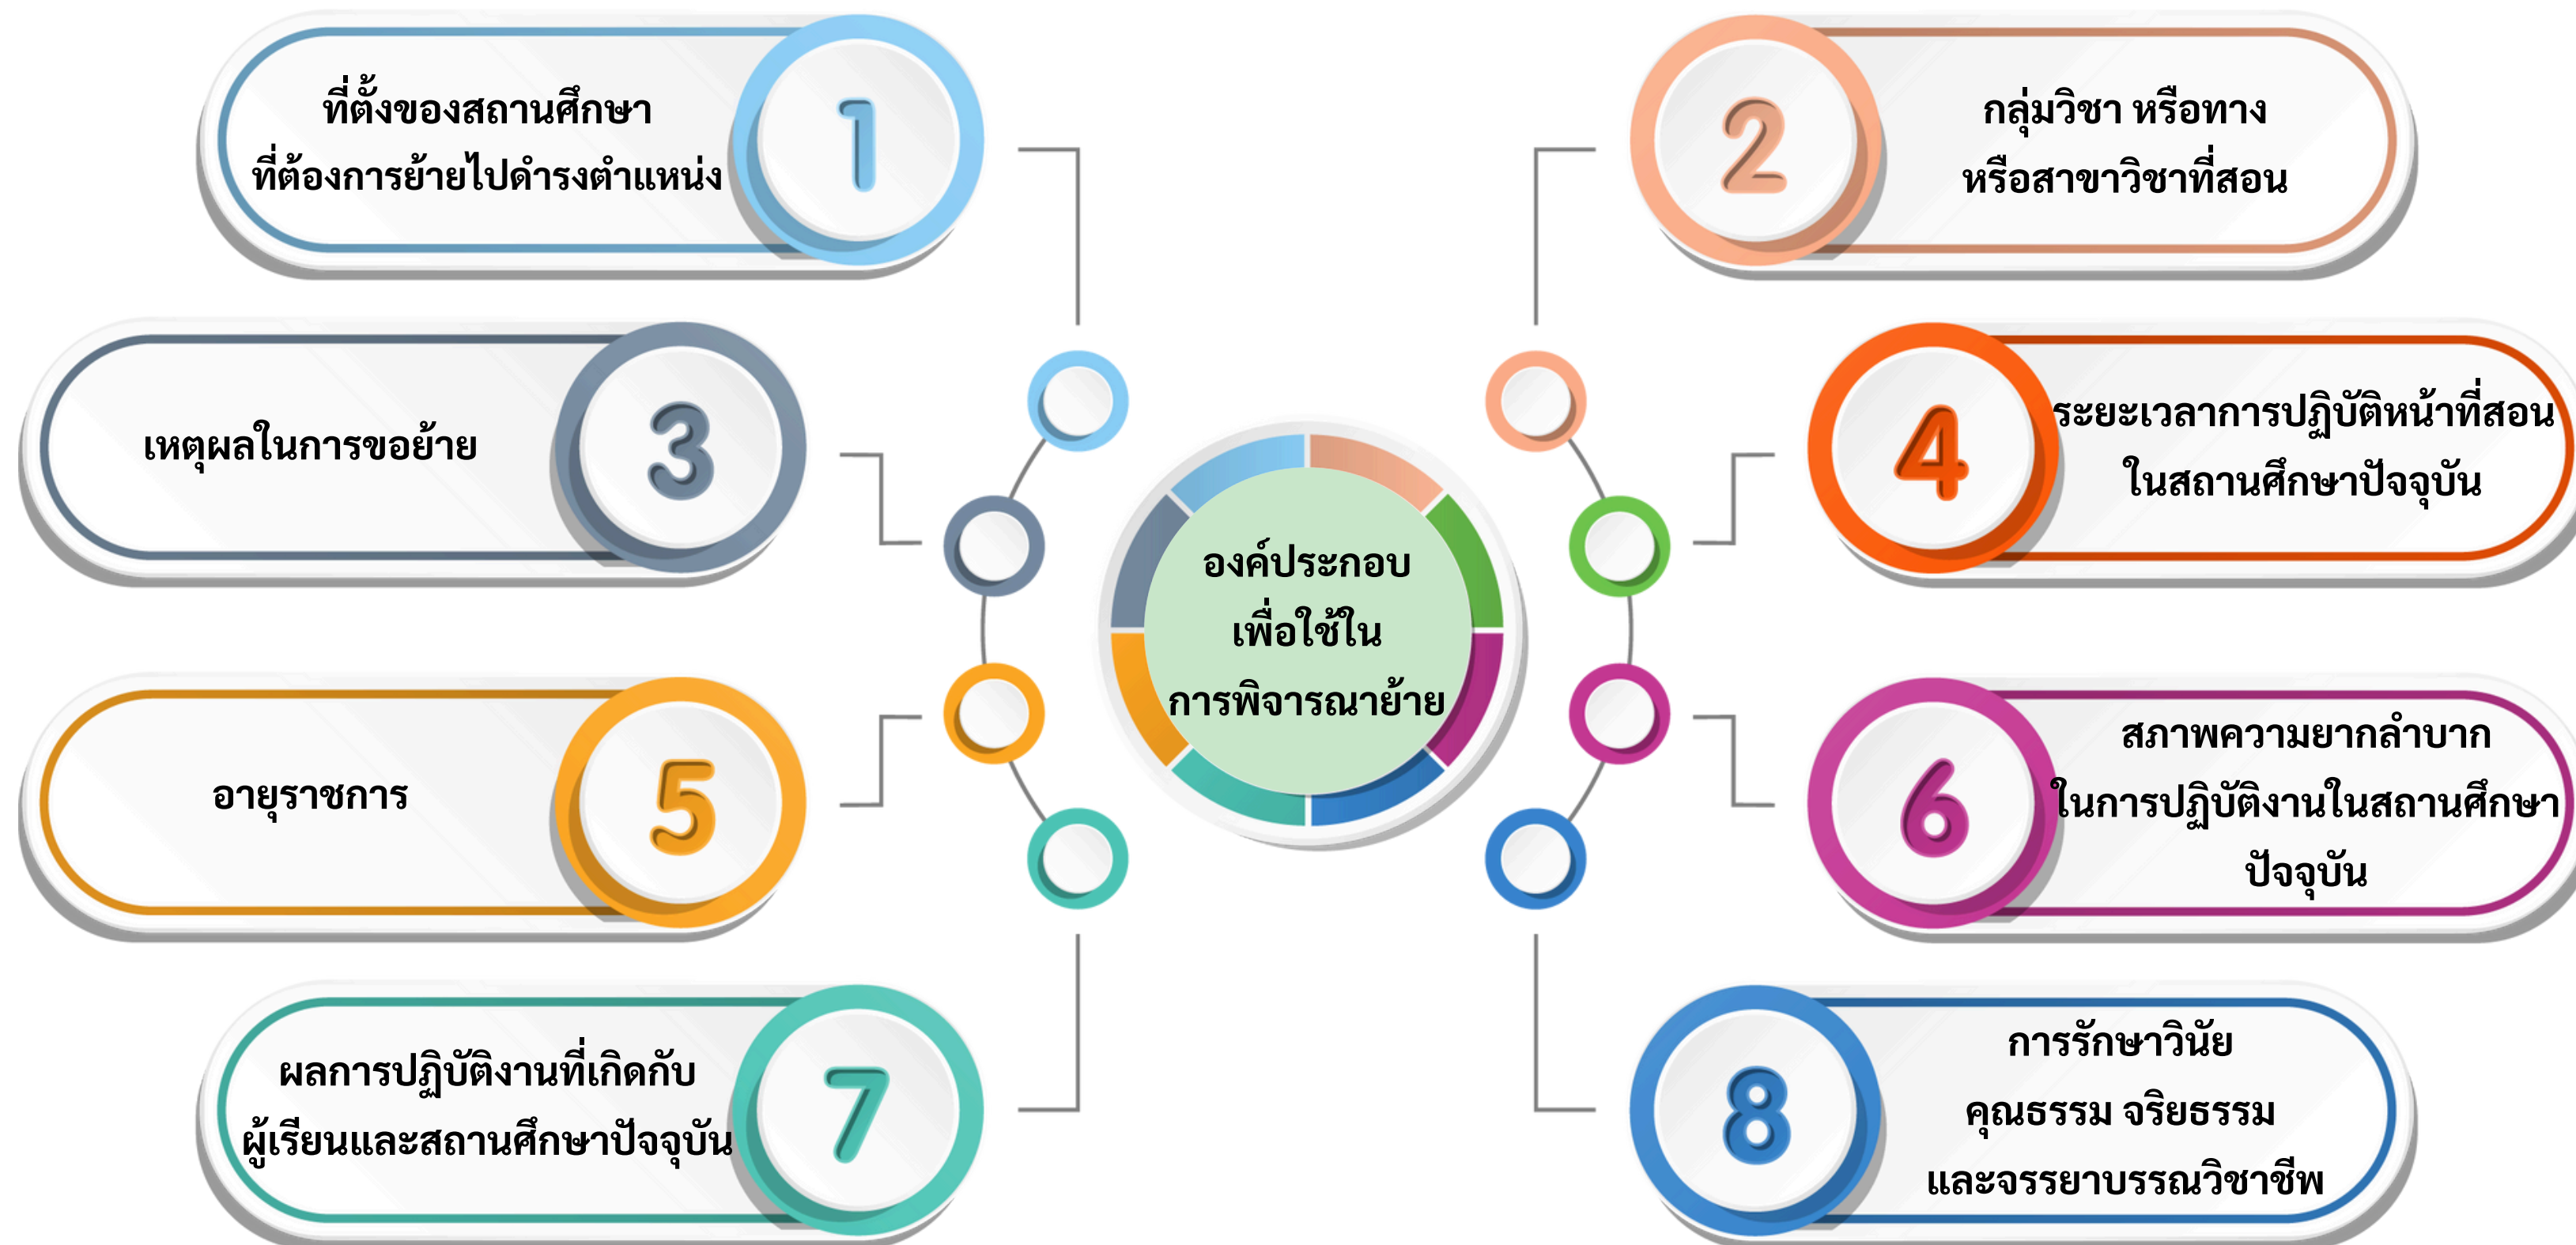 ที่ตั้งของสถานศึกษา
ที่ต้องการย้ายไปดำรงตำแหน่ง
1
2
กลุ่มวิชา หรือทาง
หรือสาขาวิชาที่สอน
เหตุผลในการขอย้าย
3
4
ระยะเวลาการปฏิบัติหน้าที่สอน
ในสถานศึกษาปัจจุบัน
องค์ประกอบ
เพื่อใช้ใน
การพิจารณาย้าย
อายุราชการ
5
6
สภาพความยากลำบาก
ในการปฏิบัติงานในสถานศึกษา
ปัจจุบัน
ผลการปฏิบัติงานที่เกิดกับ
ผู้เรียนและสถานศึกษาปัจจุบัน
7
8
การรักษาวินัย
คุณธรรม จริยธรรม
และจรรยาบรรณวิชาชีพ